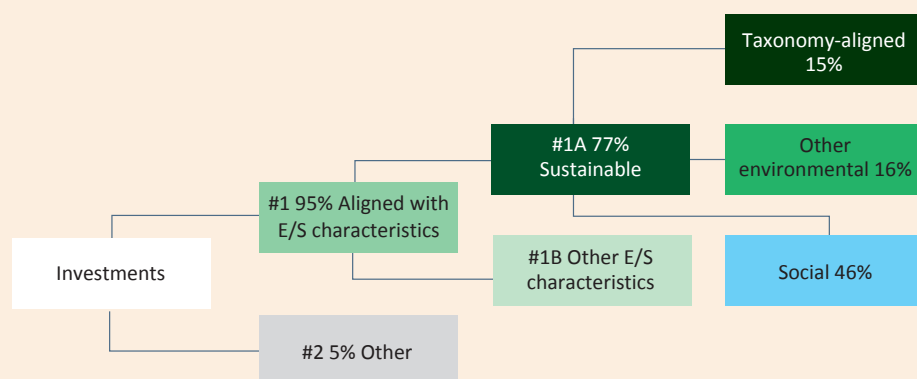 Taxonomy-aligned
15%
#1A 77%
Sustainable
Other
environmental 16%
#1 95% Aligned with
E/S characteristics
#1B Other E/S
characteristics
Investments
Social 46%
#2 5% Other